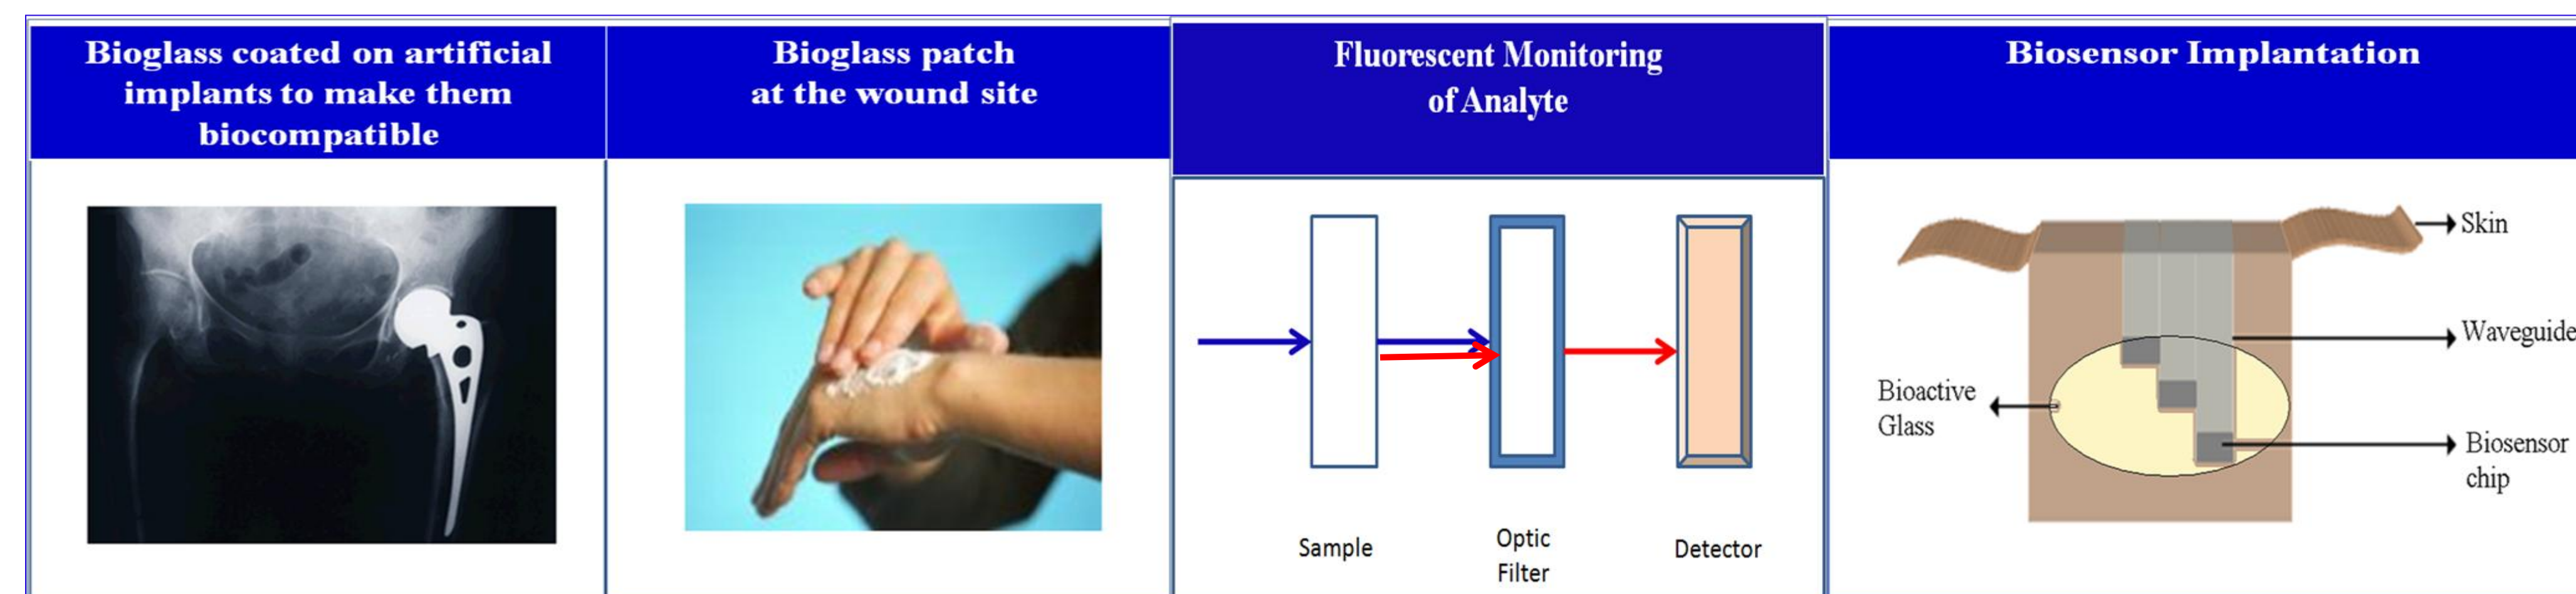 Bioglass coated on artificial
implants to make them
biocompatible
Bioglass patch
at the wound site
Fluorescent Monitoring
of Analyte
Biosensor Implantation
Sample
Optic
Filter
Detector
Skin
Waveguide
Bioactive
Glass
Biosensor
chip